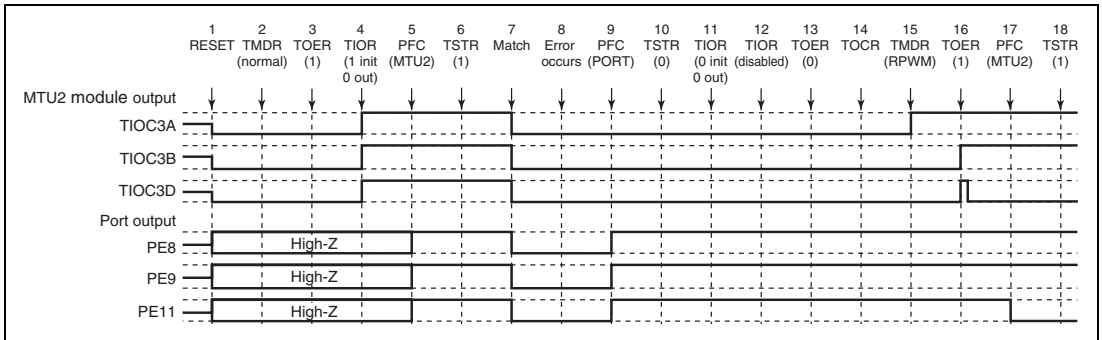 1 2 3 4 5 6 7 8 9 10 11 12 13 14 15 16 17 18
RESET TMDR TOER TIOR PFC TSTR Match Error PFC TSTR TIOR TIOR TOER TOCR TMDR TOER PFC TSTR
(normal) (1) (1 init (MTU2) (1) occurs (PORT) (0) (0 init (disabled) (0) (RPWM) (1) (MTU2) (1)
0 out) 0 out)
MTU2 module output
TIOC3A
TIOC3B
TIOC3D
Port output
PE8 High-Z
PE9 High-Z
PE11 High-Z